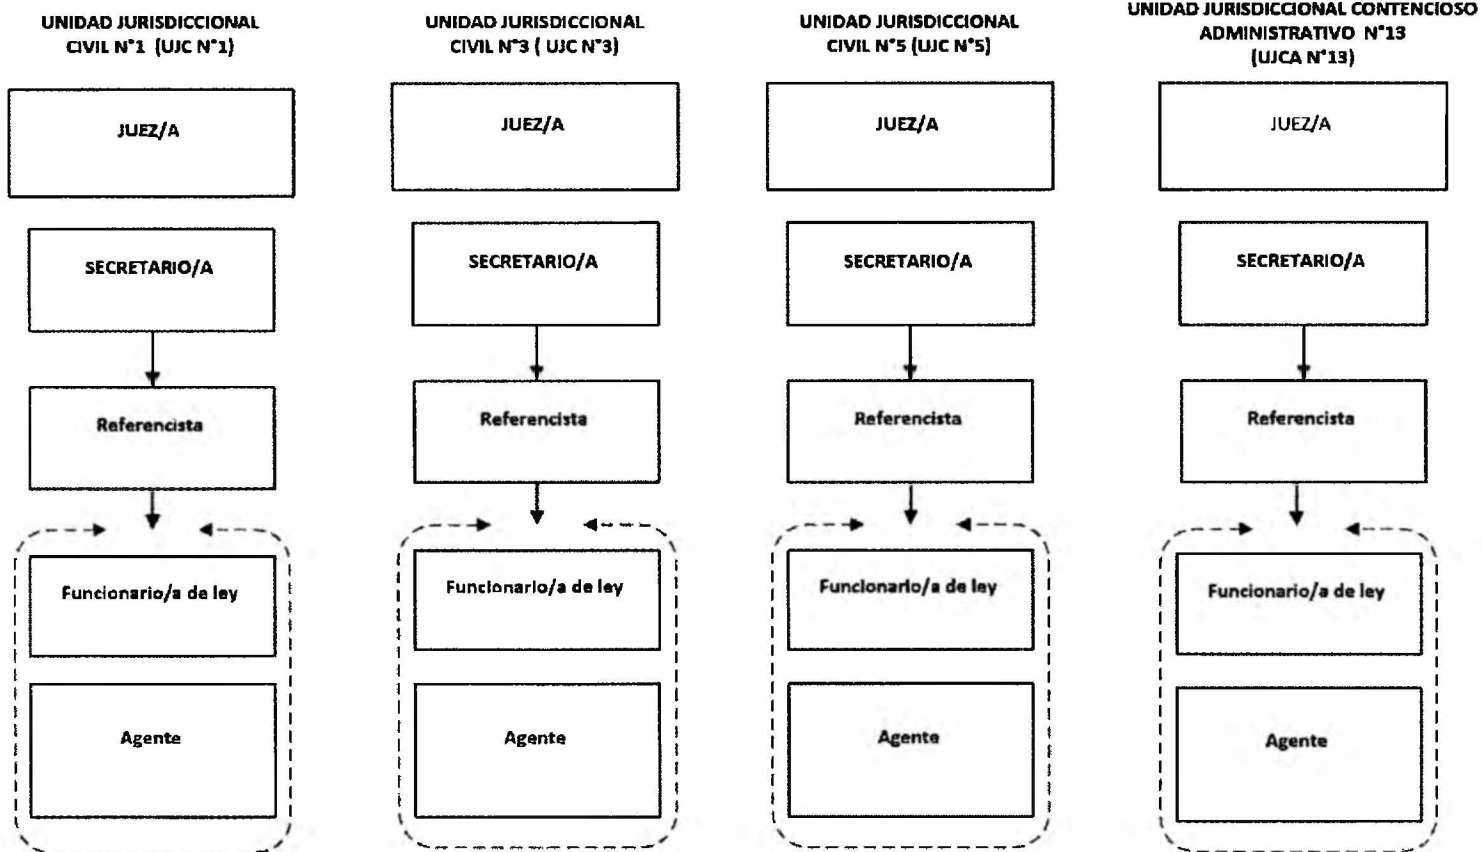 UNIDAD JURISDICCIONAL
CIVIL N°1 (UJC N°1)
JUEZ/A
SECRETARIO/A
Referencista
Funcionario/a de ley
Agente
UNIDAD JURISDICCIONAL
CIVIL N°3 ( UJC N°3)
JUEZ/A
SECRETARIO/A
Referencista
Funcionario/a de ley
Agente
UNIDAD JURISDICCIONAL
CIVIL N°5 (UJC N°5)
JUEZ/A
SECRETARIO/A
Referencista
Funcionario/a de ley
Agente
UNIDAD JURISDICCIONAL CONTENCIOSO
ADMINISTRATIVO N°13
(UJCA N°13)
JUEZ/A
SECRETARIO/A
Referencista
Funcionario/a de ley
Agente